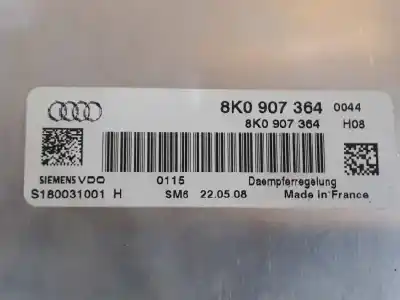 8K0 907 364 0044
8K0 907 364 H08
SIEMENS VDO 0115 Daempferregelung
S180031001 H SM6 22.05.08 Made in France